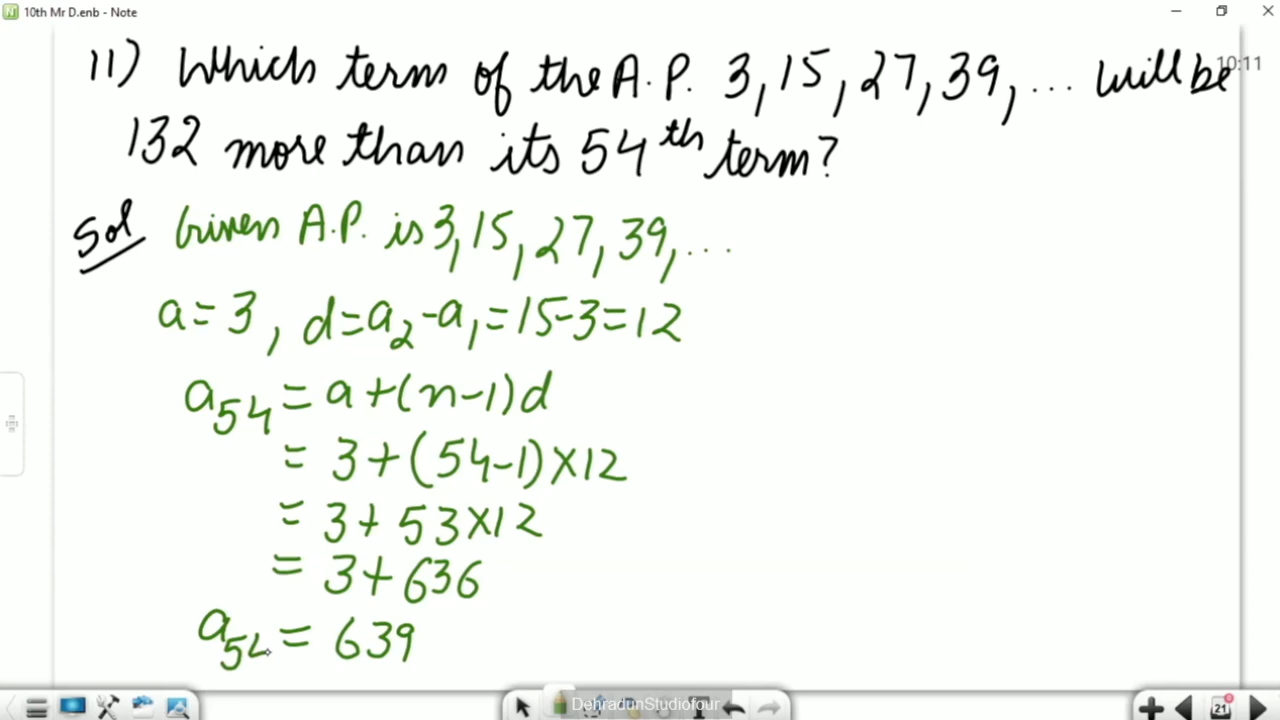 10th Mr D.enb - Note
10:11
11) Which term of the A.P. 3, 15, 27, 39, ... will be
132 more than its 54th term?
Sol Given A.P. is 3, 15, 27, 39, ...
a = 3, d = a2 - a1 = 15 - 3 = 12
a54 = a + (n - 1) d
= 3 + (54 - 1) × 12
= 3 + 53 × 12
= 3 + 636
a54 = 639
DehradunStudiofour
21